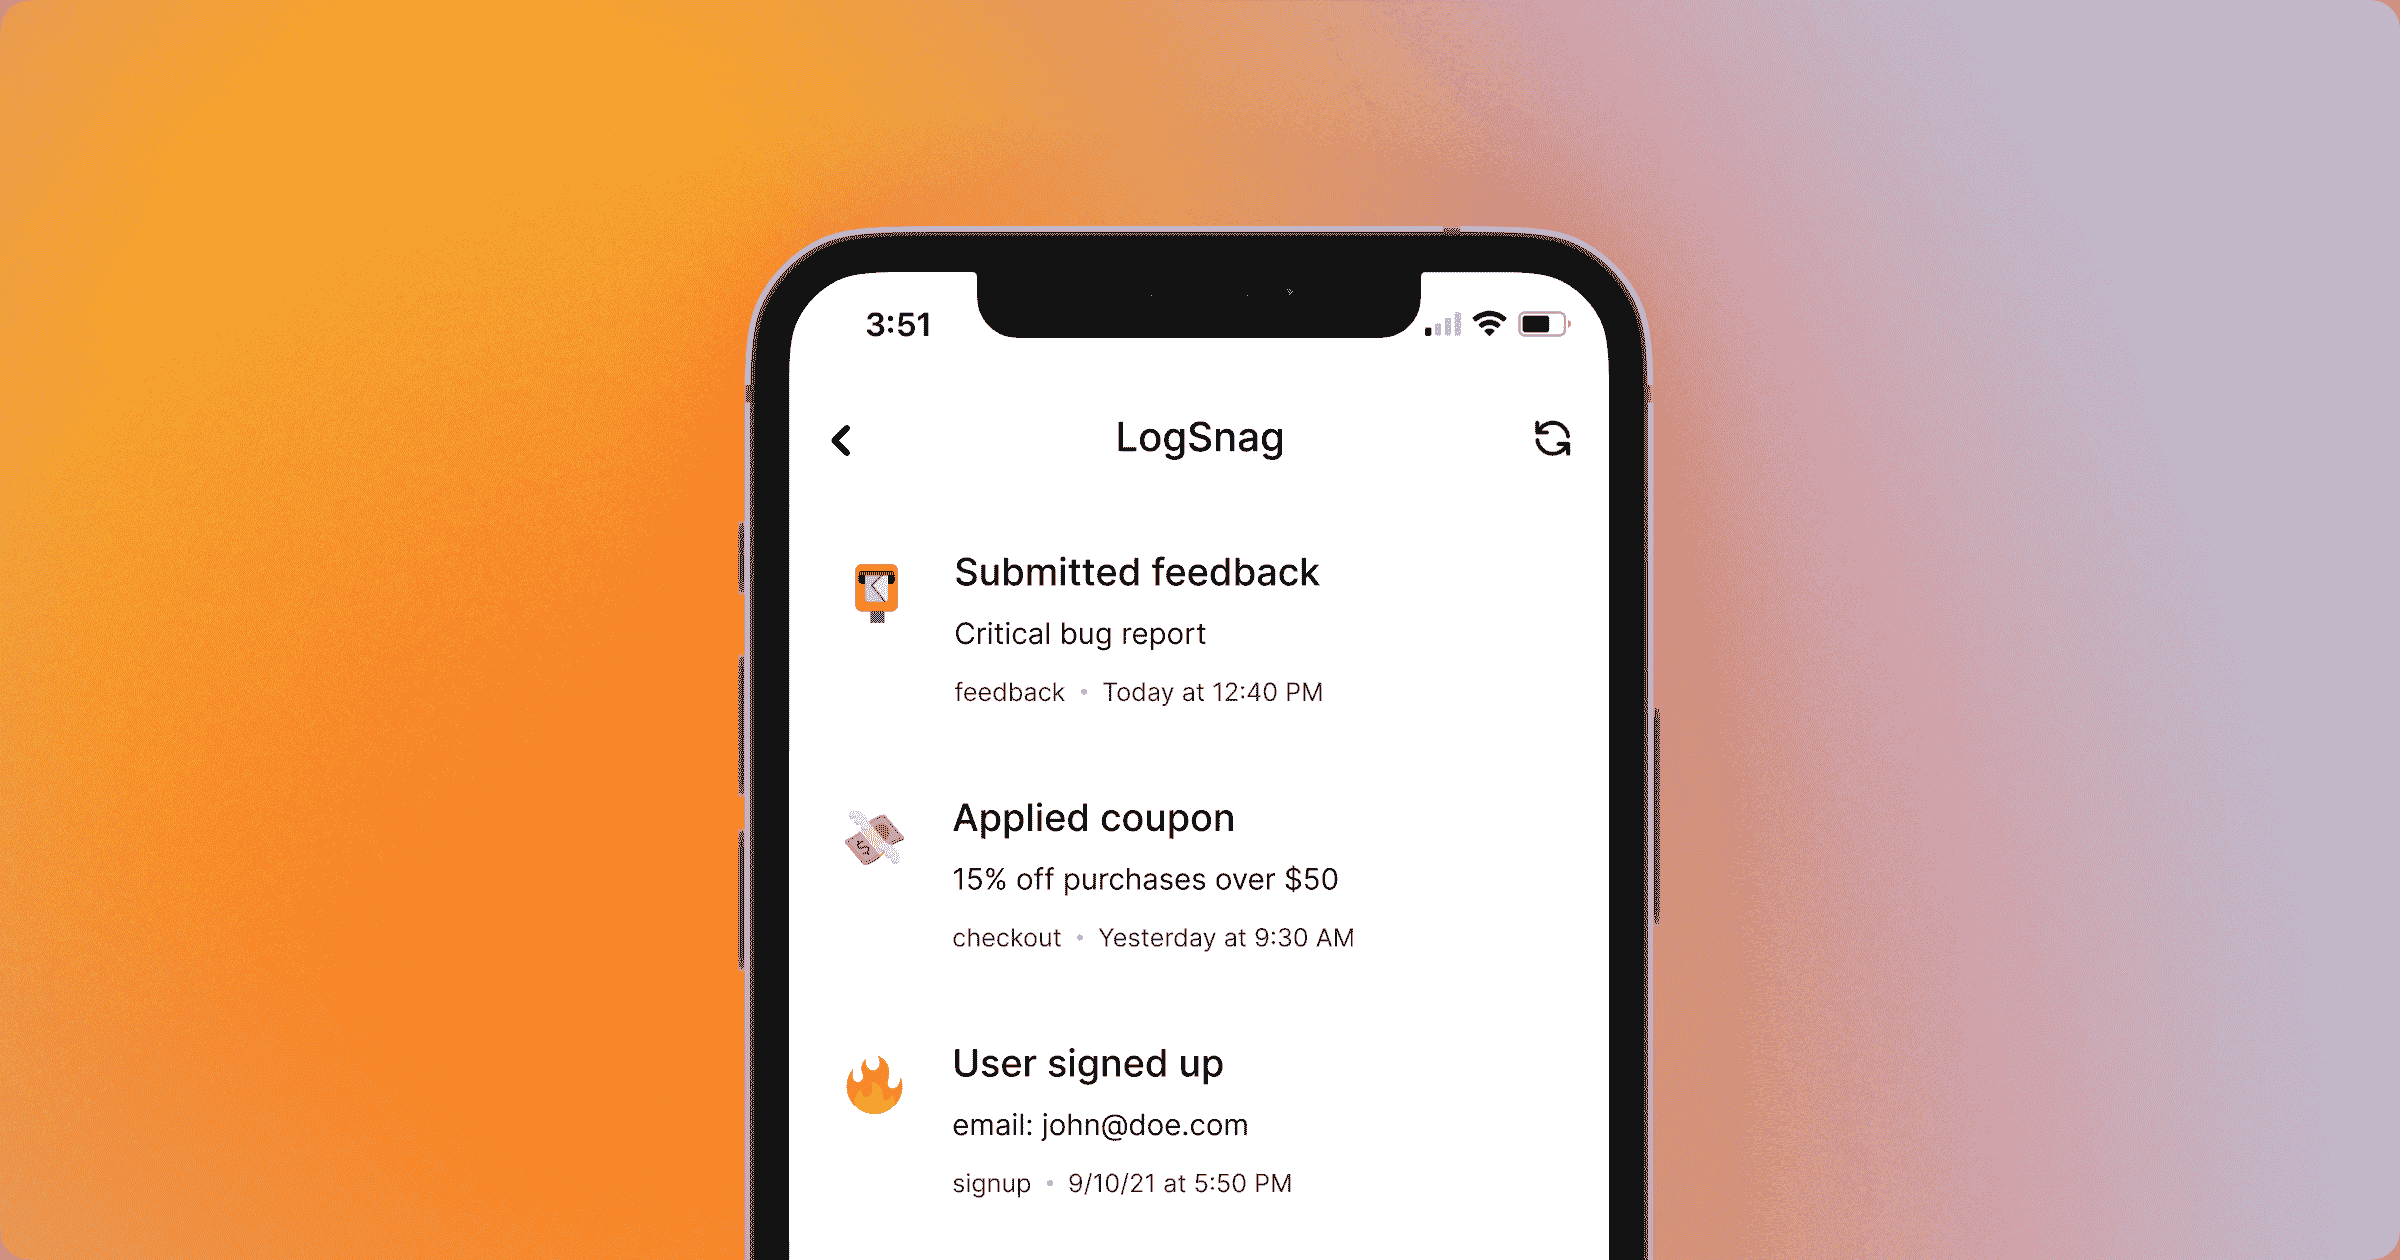 3:51
LogSnag
Submitted feedback
Critical bug report
feedback • Today at 12:40 PM
Applied coupon
15% off purchases over $50
checkout • Yesterday at 9:30 AM
User signed up
email: john@doe.com
signup • 9/10/21 at 5:50 PM